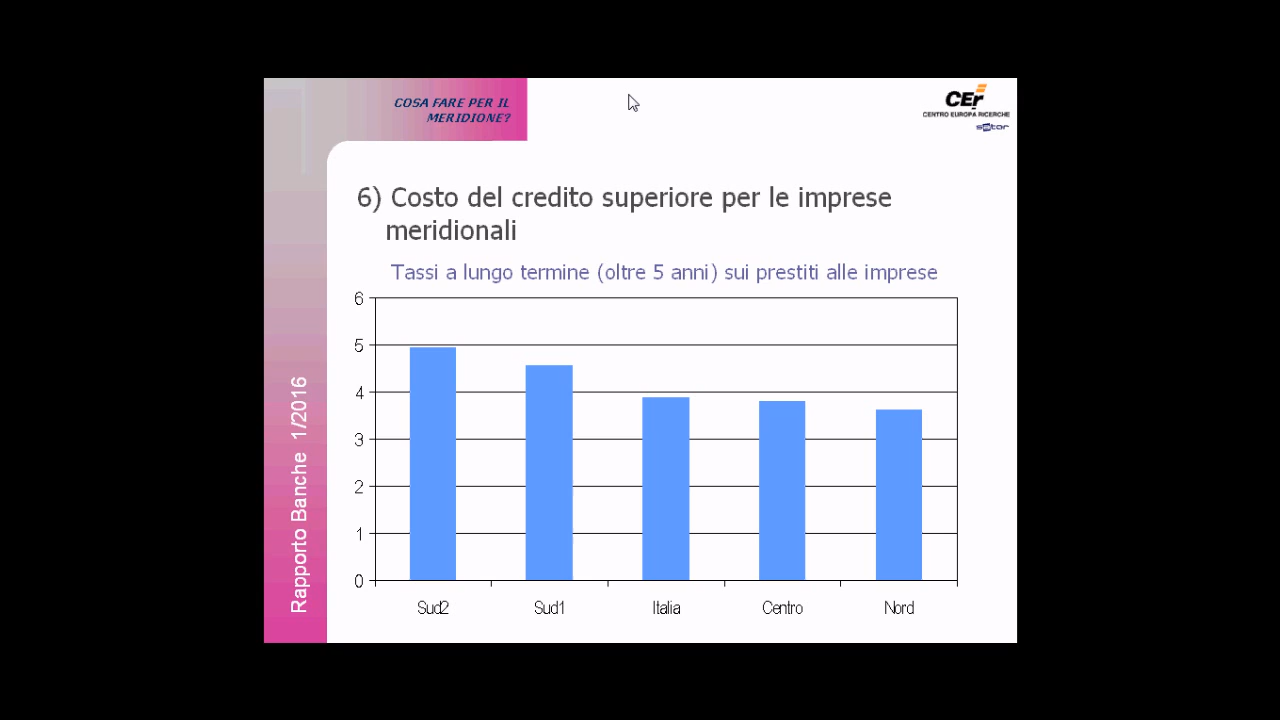 COSA FARE PER IL
MERIDIONE?
CEr
CENTRO EUROPA RICERCHE
sator
6) Costo del credito superiore per le imprese
meridionali
Tassi a lungo termine (oltre 5 anni) sui prestiti alle imprese
6
5
4
3
2
1
0
Sud2 Sud1 Italia Centro Nord
Rapporto Banche 1/2016